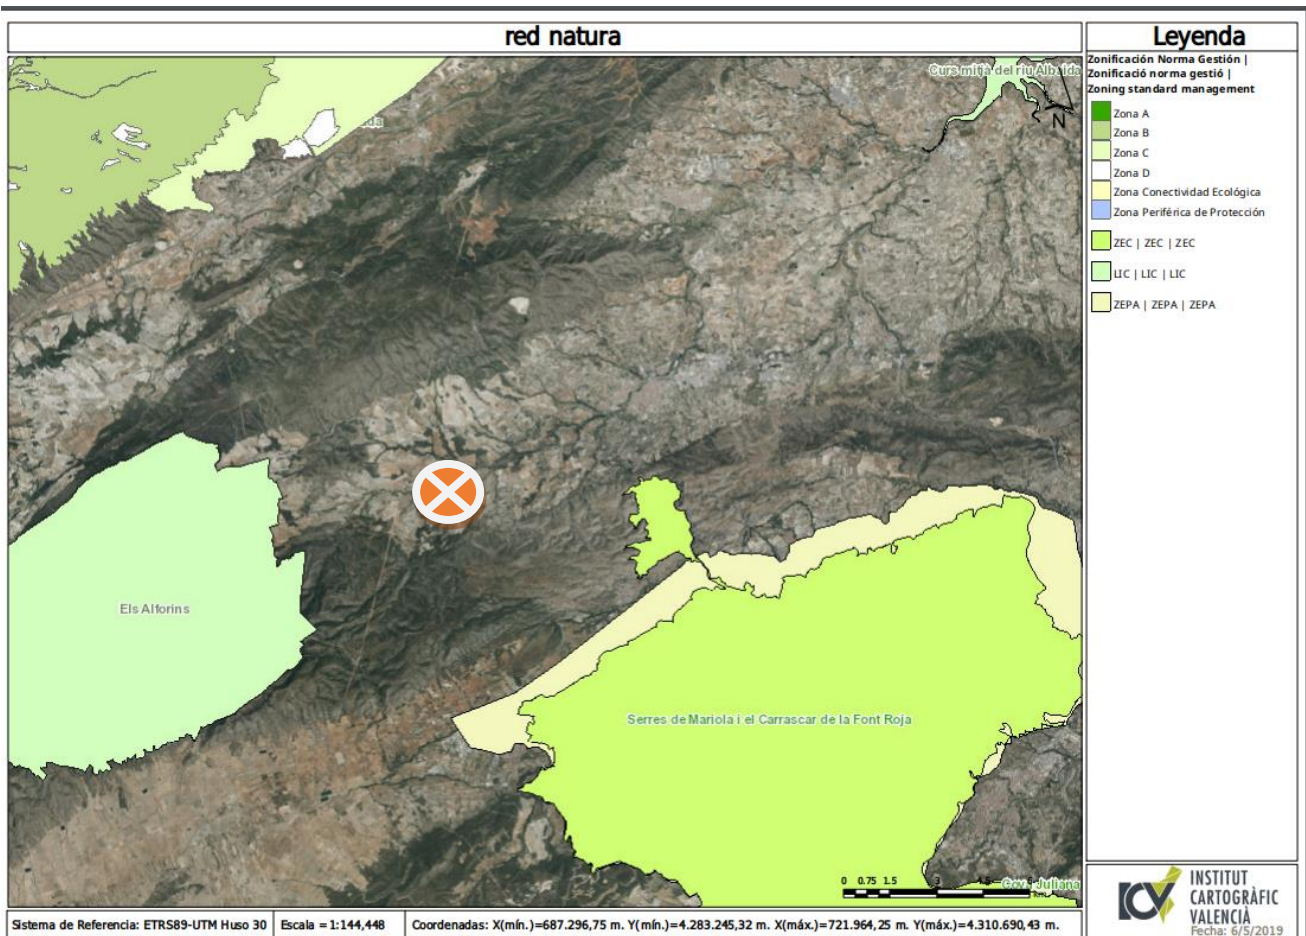 red natura
Leyenda
Zonificación Norma Gestión |
Zonificació norma gestió |
Zoning standard management
Zona A
Zona B
Zona C
Zona D
Zona Conectividad Ecológica
Zona Periférica de Protección
ZEC | ZEC | ZEC
LIC | LIC | LIC
ZEPA | ZEPA | ZEPA
Curs mitjà del riu Albaida
N
da
Els Alforins
Serres de Mariola i el Carrascar de la Font Roja
0 0.75 1.5 3 4.5
Juliana
Sistema de Referencia: ETRS89-UTM Huso 30
Escala = 1:144,448
Coordenadas: X(mín.)=687.296,75 m. Y(mín.)=4.283.245,32 m. X(máx.)=721.964,25 m. Y(máx.)=4.310.690,43 m.
ICV
INSTITUT
CARTOGRÀFIC
VALENCIÀ
Fecha: 6/5/2019